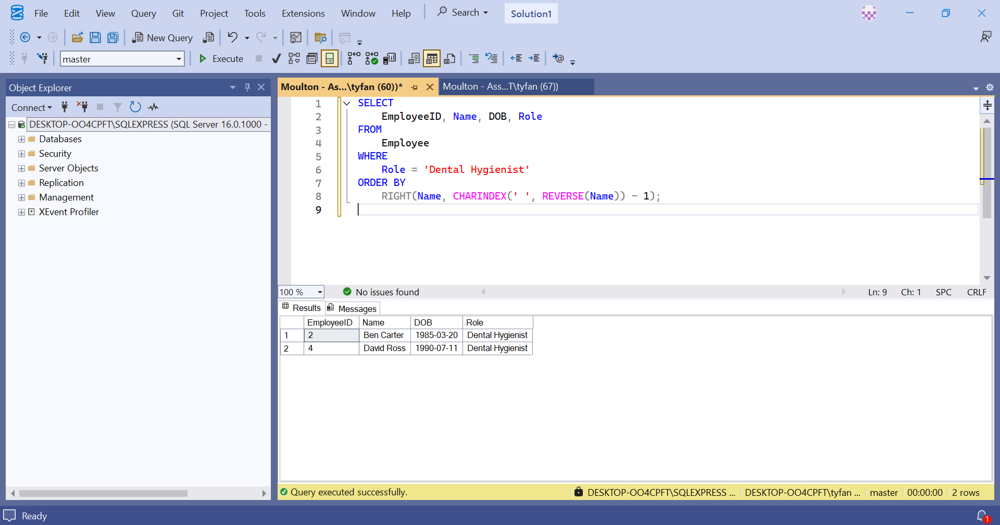 File Edit View Query Git Project Tools Extensions Window Help Search Solution1
New Query
master Execute
Object Explorer
Connect
DESKTOP-OO4CPFT\SQLEXPRESS (SQL Server 16.0.1000 -
Databases
Security
Server Objects
Replication
Management
XEvent Profiler
Moulton - As...\tyfan (60))* Moulton - Ass...T\tyfan (67))
1 SELECT
2 EmployeeID, Name, DOB, Role
3 FROM
4 Employee
5 WHERE
6 Role = 'Dental Hygienist'
7 ORDER BY
8 RIGHT(Name, CHARINDEX(' ', REVERSE(Name)) - 1);
9
100 % No issues found Ln: 9 Ch: 1 SPC CRLF
Results Messages
EmployeeID Name DOB Role
1 2 Ben Carter 1985-03-20 Dental Hygienist
2 4 David Ross 1990-07-11 Dental Hygienist
Query executed successfully. DESKTOP-OO4CPFT\SQLEXPRESS ... DESKTOP-OO4CPFT\tyfan ... master 00:00:00 2 rows
Ready 1